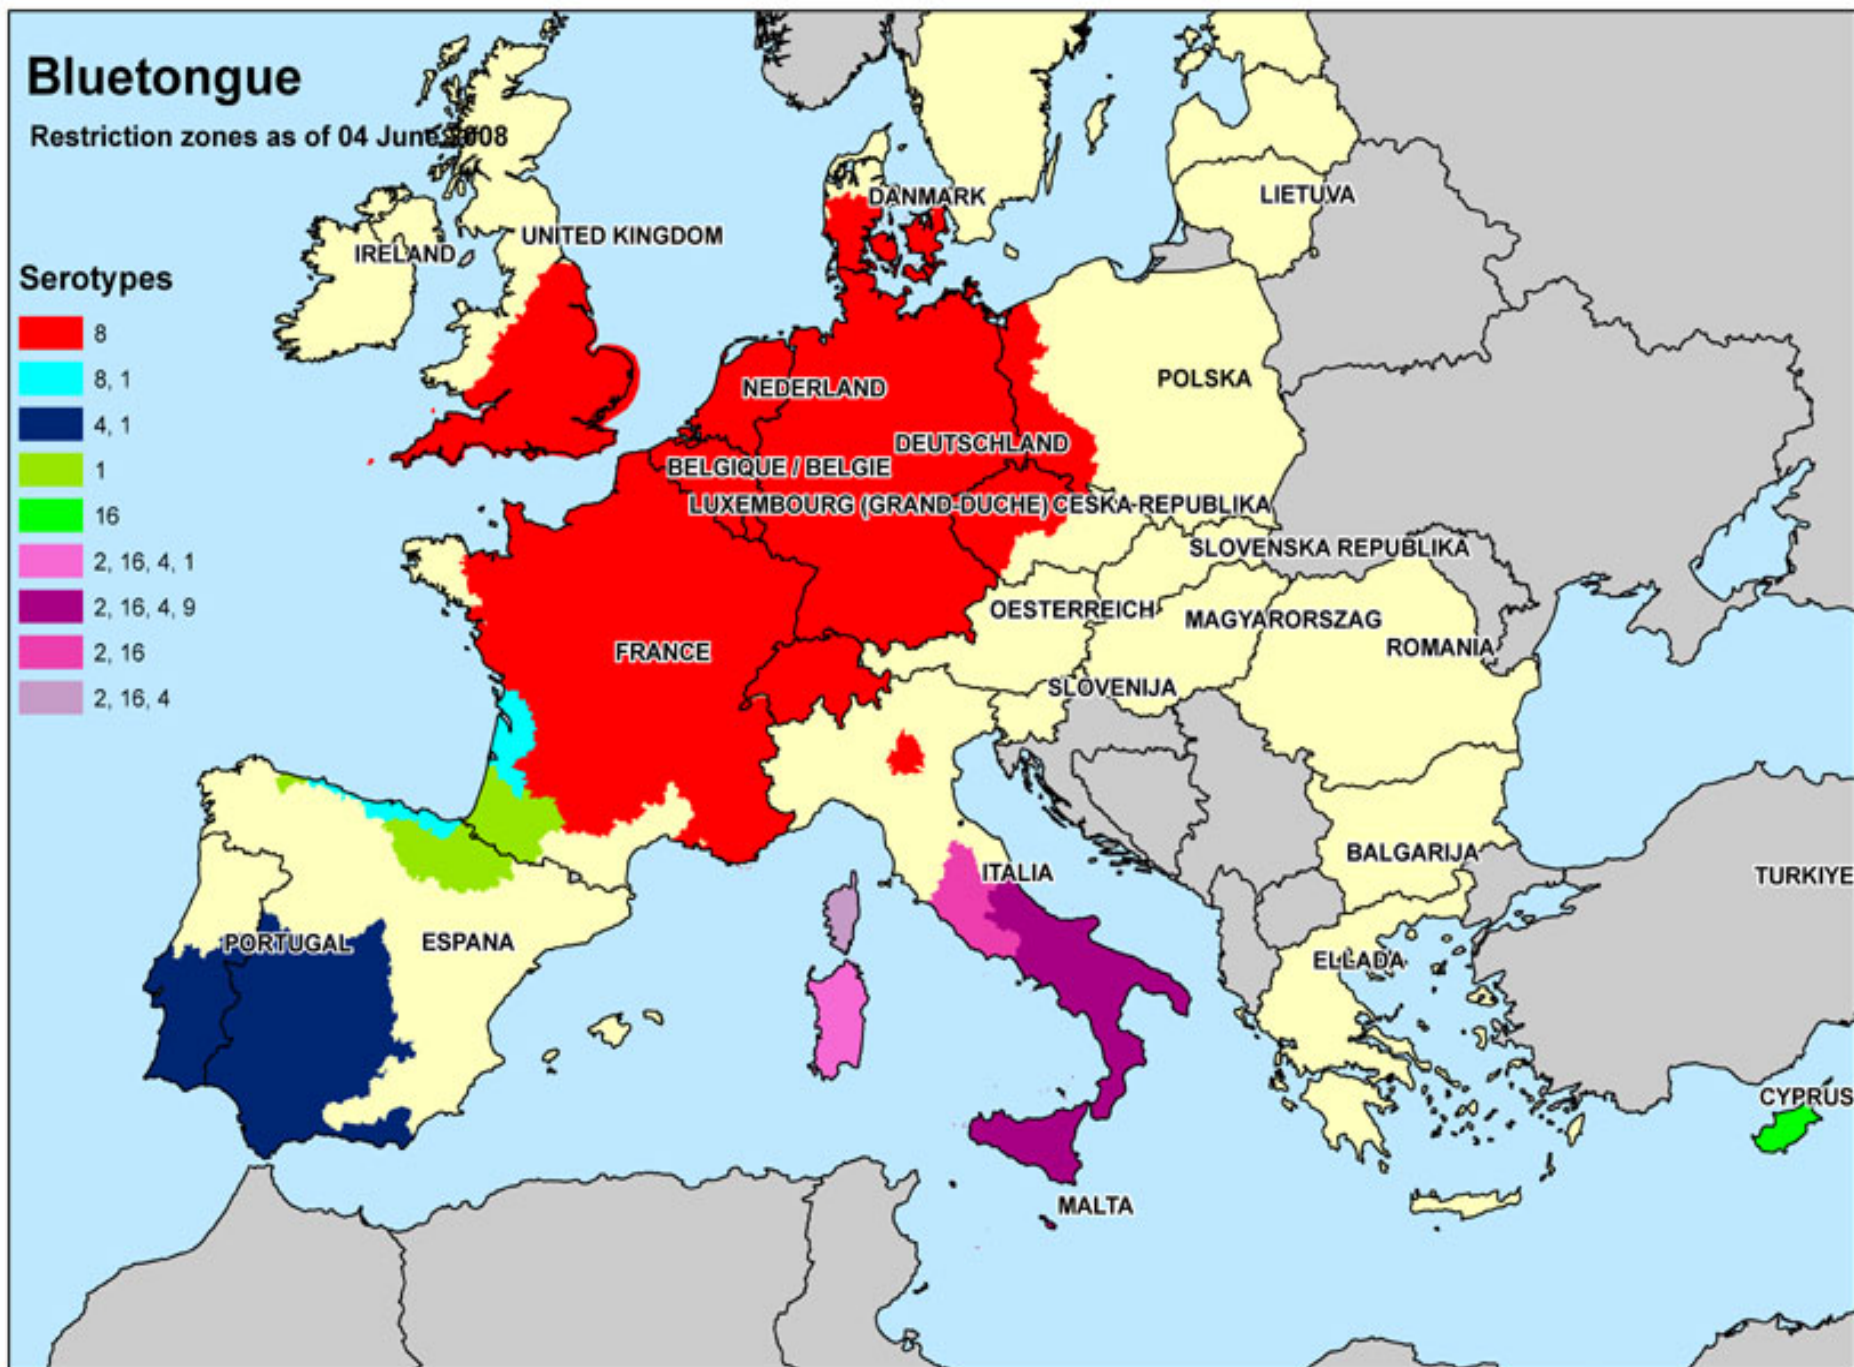 Bluetongue
Restriction zones as of 04 June 2008
Serotypes
8
8, 1
4, 1
1
16
2, 16, 4, 1
2, 16, 4, 9
2, 16
2, 16, 4
DANMARK
LIETUVA
UNITED KINGDOM
IRELAND
POLSKA
NEDERLAND
DEUTSCHLAND
BELGIQUE / BELGIE
LUXEMBOURG (GRAND-DUCHE)
CESKA REPUBLIKA
SLOVENSKA REPUBLIKA
OESTERREICH
MAGYARORSZAG
ROMANIA
FRANCE
SLOVENIJA
BALGARIJA
ITALIA
TURKIYE
PORTUGAL
ESPANA
ELLADA
CYPRUS
MALTA